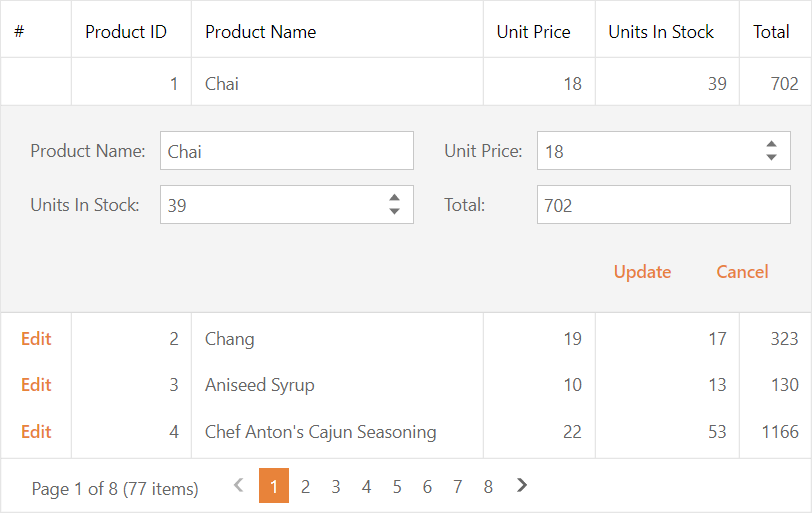 # Product ID Product Name Unit Price Units In Stock Total
1 Chai 18 39 702
Product Name: Chai Unit Price: 18
Units In Stock: 39 Total: 702
Update Cancel
Edit 2 Chang 19 17 323
Edit 3 Aniseed Syrup 10 13 130
Edit 4 Chef Anton's Cajun Seasoning 22 53 1166
Page 1 of 8 (77 items) 1 2 3 4 5 6 7 8